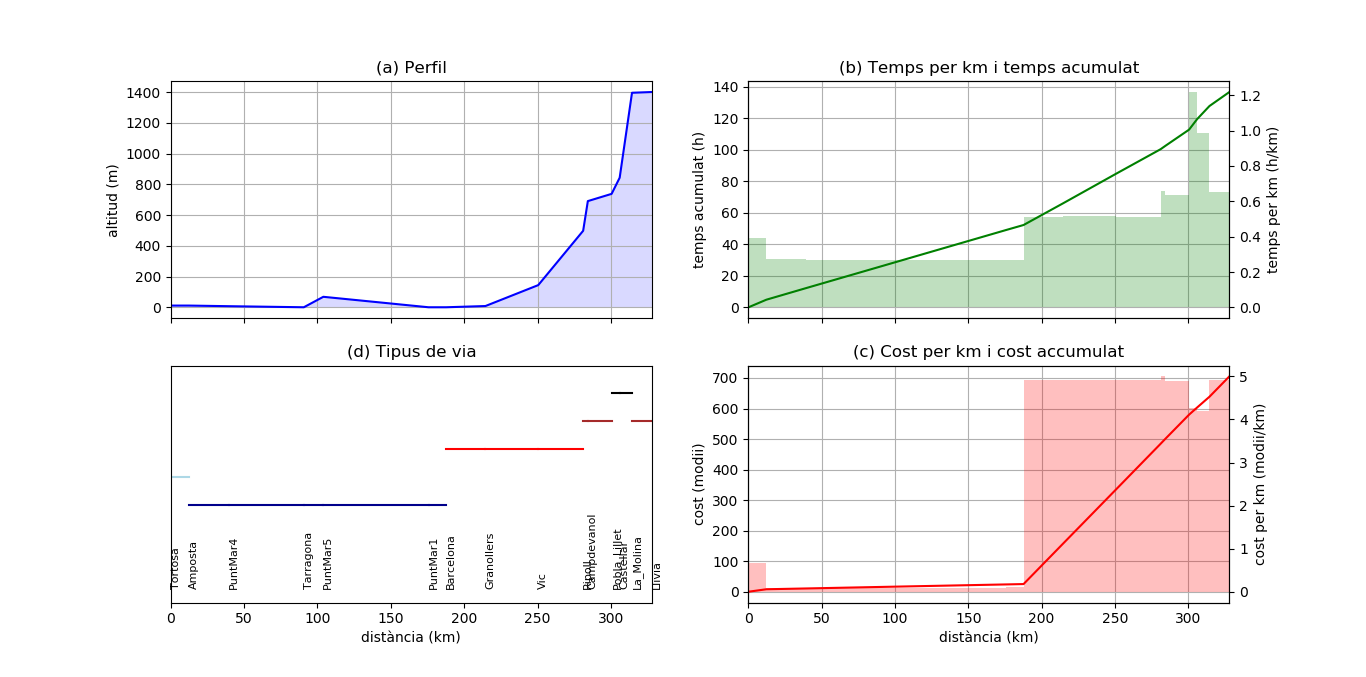 (a) Perfil
altitud (m)
1400
1200
1000
800
600
400
200
0
(b) Temps per km i temps acumulat
temps acumulat (h)
140
120
100
80
60
40
20
0
1.2
1.0
0.8
0.6
0.4
0.2
0.0
temps per km (h/km)
(d) Tipus de via
Tortosa
Amposta
PuntMar4
Tarragona
PuntMar5
PuntMar1
Barcelona
Granollers
Vic
Ripoll
Campdevanol
Pobla_Lillet
Castellar
La_Molina
Llivia
0 50 100 150 200 250 300
distància (km)
(c) Cost per km i cost accumulat
cost (modii)
700
600
500
400
300
200
100
0
5
4
3
2
1
0
cost per km (modii/km)
0 50 100 150 200 250 300
distància (km)